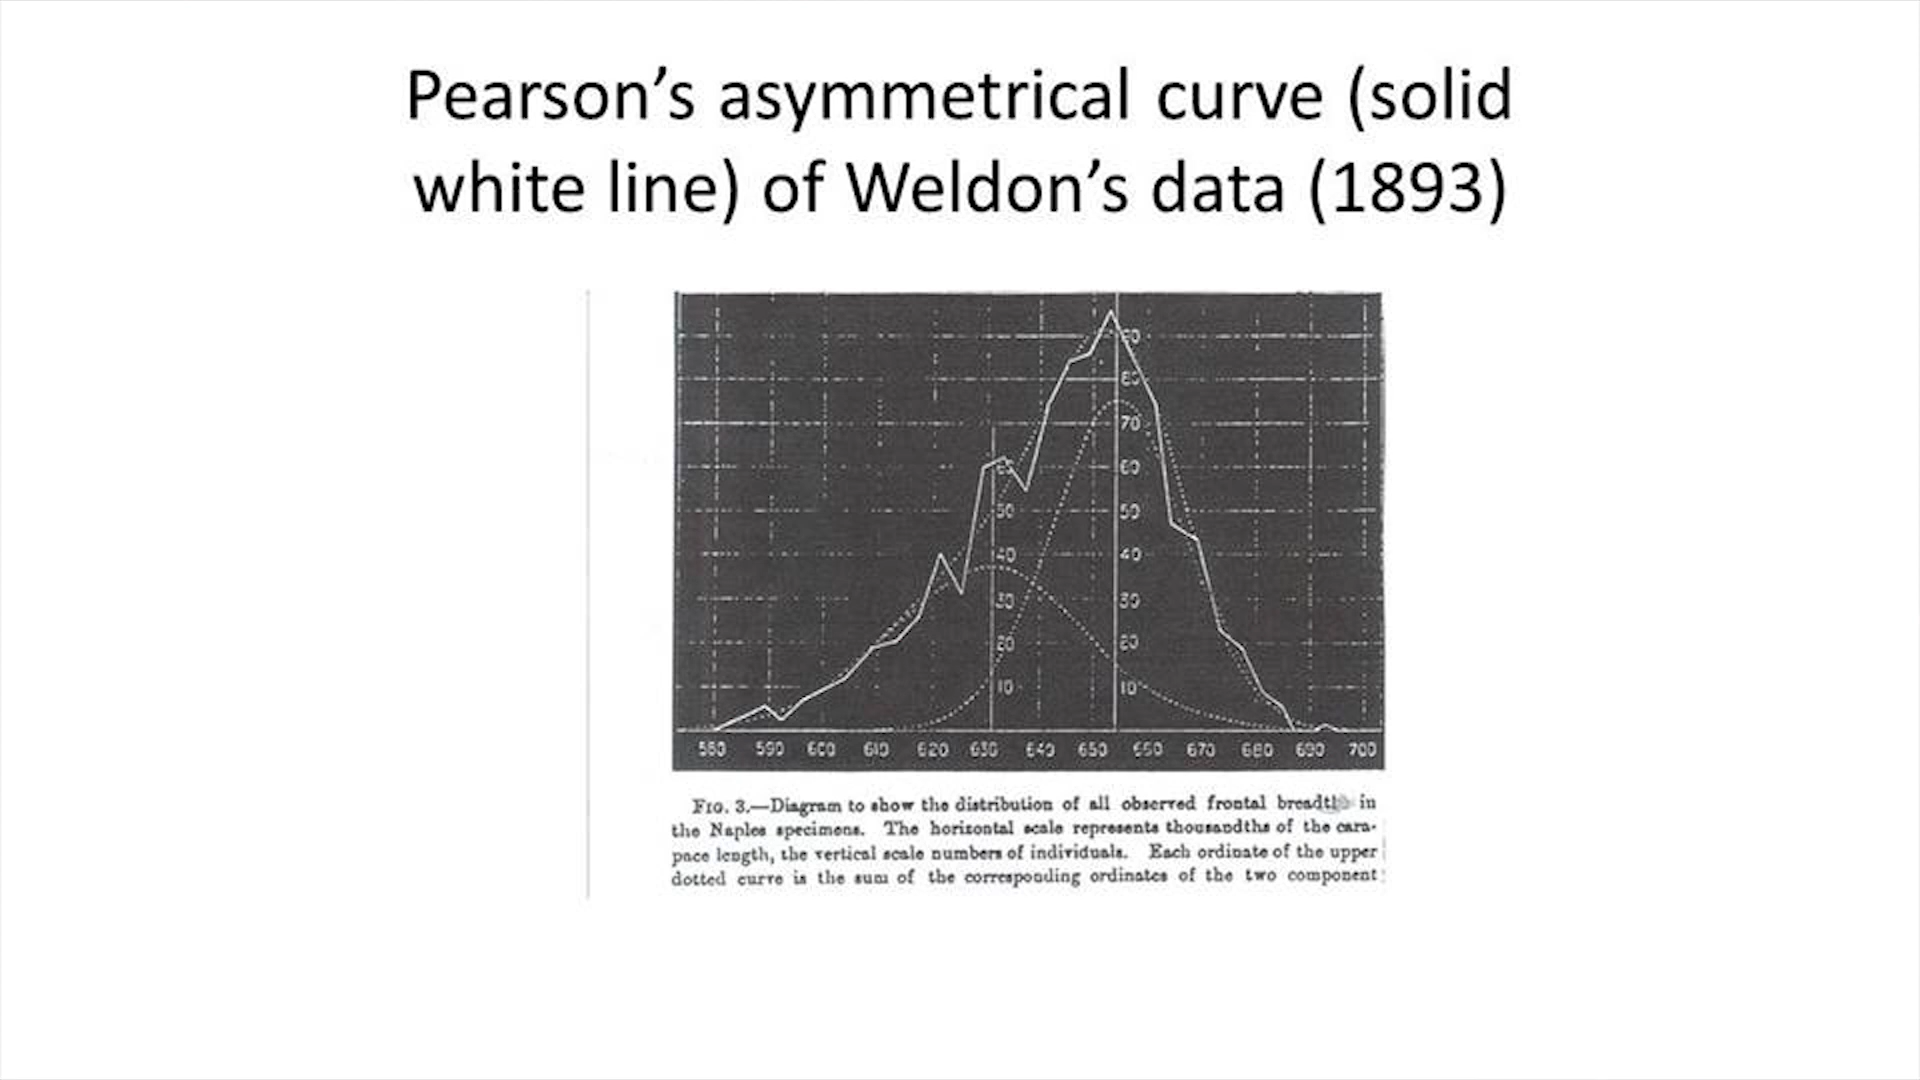 Pearson’s asymmetrical curve (solid
white line) of Weldon’s data (1893)
90
80
70
60 60
50 50
40 40
30 30
20 20
10 10
580 590 600 610 620 630 640 650 660 670 680 690 700
FIG. 3.—Diagram to show the distribution of all observed frontal breadths in
the Naples specimens. The horizontal scale represents thousandths of the cara-
pace length, the vertical scale numbers of individuals. Each ordinate of the upper
dotted curve is the sum of the corresponding ordinates of the two component